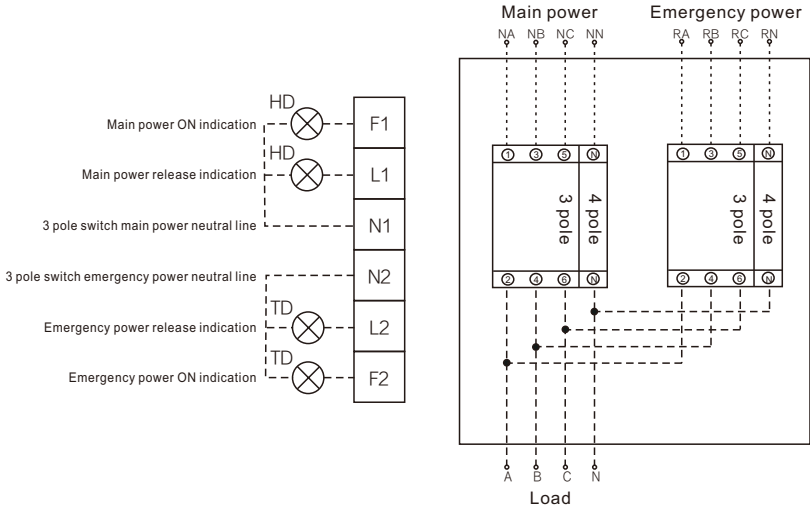 Main power Emergency power
NA NB NC NN RA RB RC RN
HD
Main power ON indication F1
HD
Main power release indication L1
3 pole switch main power neutral line N1
3 pole switch emergency power neutral line N2
TD
Emergency power release indication L2
TD
Emergency power ON indication F2
1 3 5 N 1 3 5 N
3 pole
4 pole
3 pole
4 pole
2 4 6 N 2 4 6 N
A B C N
Load